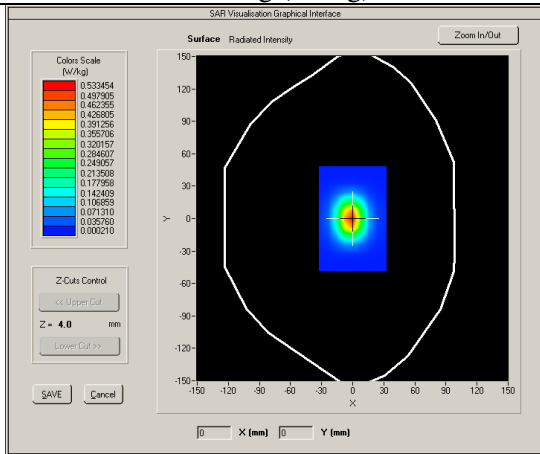 SAR Visualisation Graphical Interface
Surface Radiated Intensity
Zoom In/Out
Colors Scale
(W/kg)
0.533454
0.497905
0.462355
0.426805
0.391256
0.355706
0.320157
0.284607
0.249057
0.213508
0.177958
0.142409
0.106859
0.071310
0.035760
0.000210
Z-Cuts Control
<< Upper Cut
Z = 4.0 mm
Lower Cut >>
SAVE
Cancel
150
120
90
60
30
0
-30
-60
-90
-120
-150
Y
-150 -120 -90 -60 -30 0 30 60 90 120 150
X
0 X (mm) 0 Y (mm)